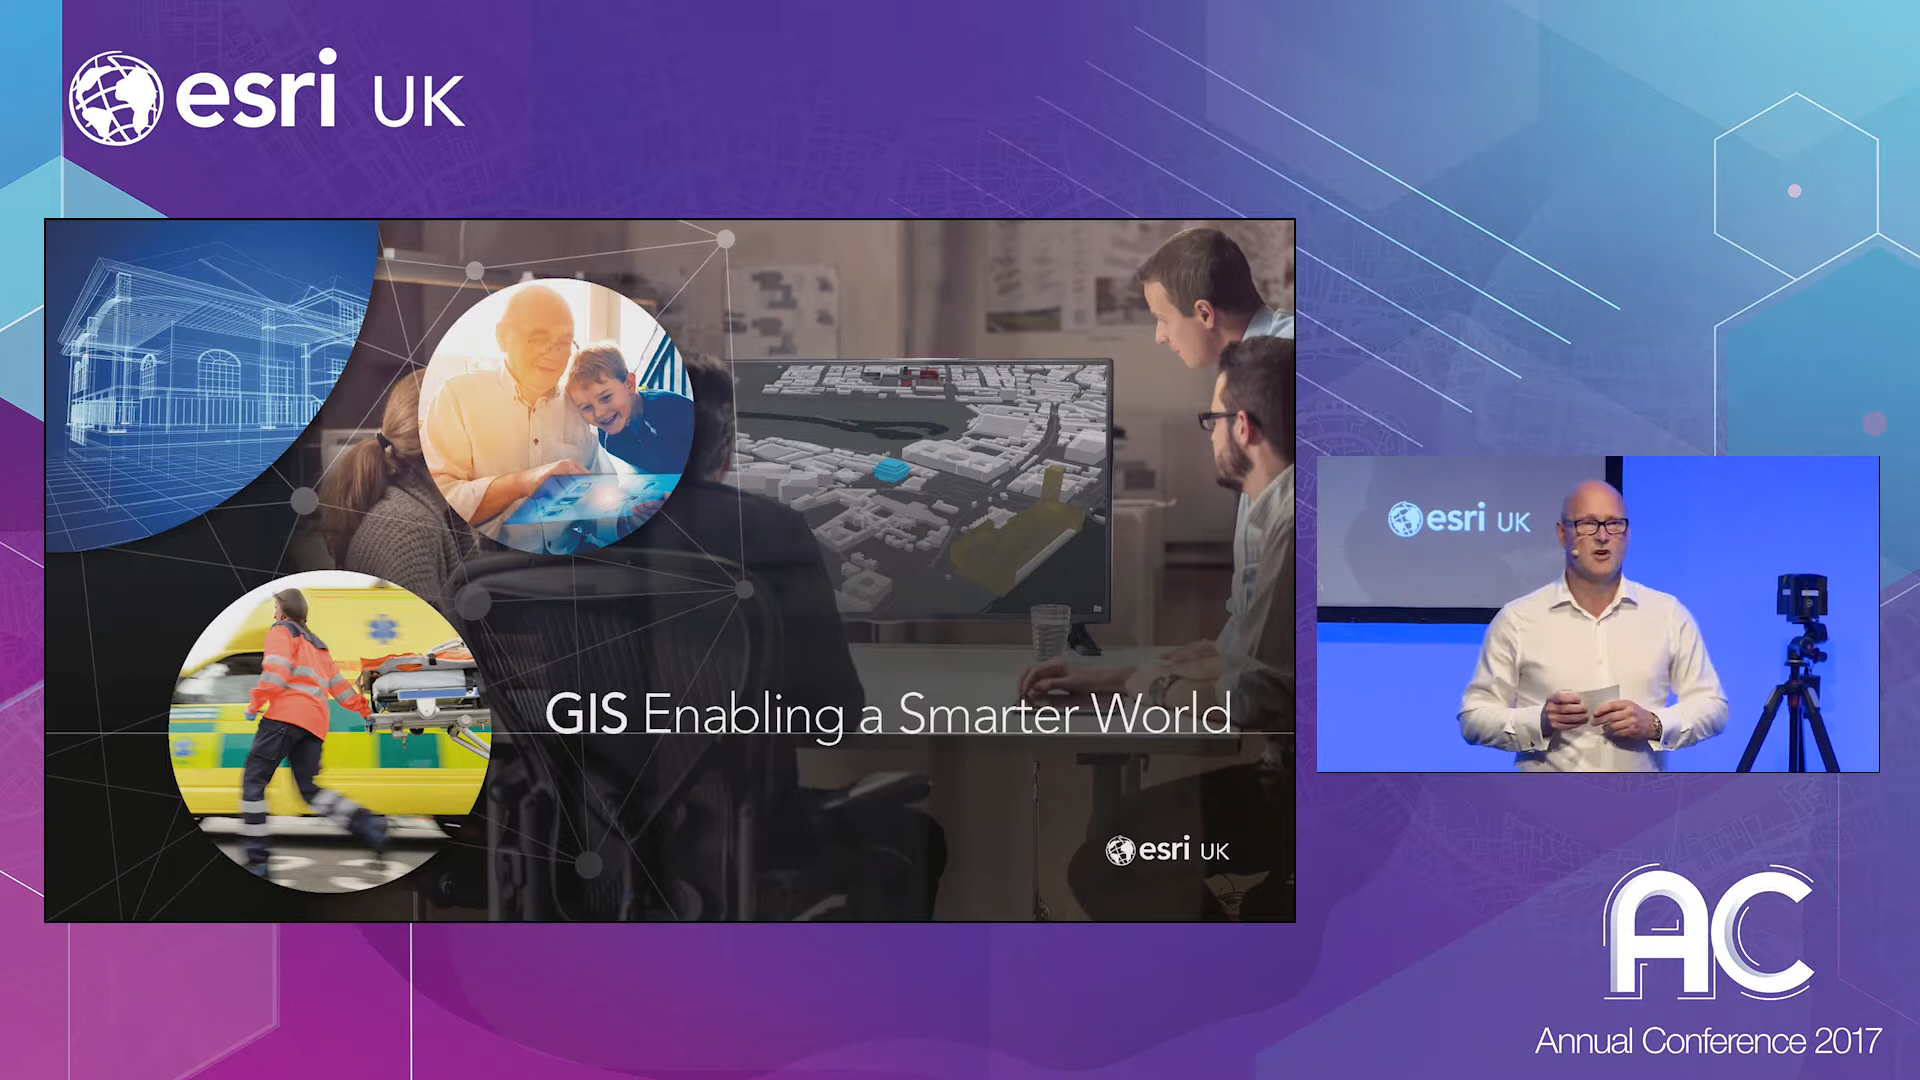 esri UK
GIS Enabling a Smarter World
esri UK
esri UK
AC
Annual Conference 2017